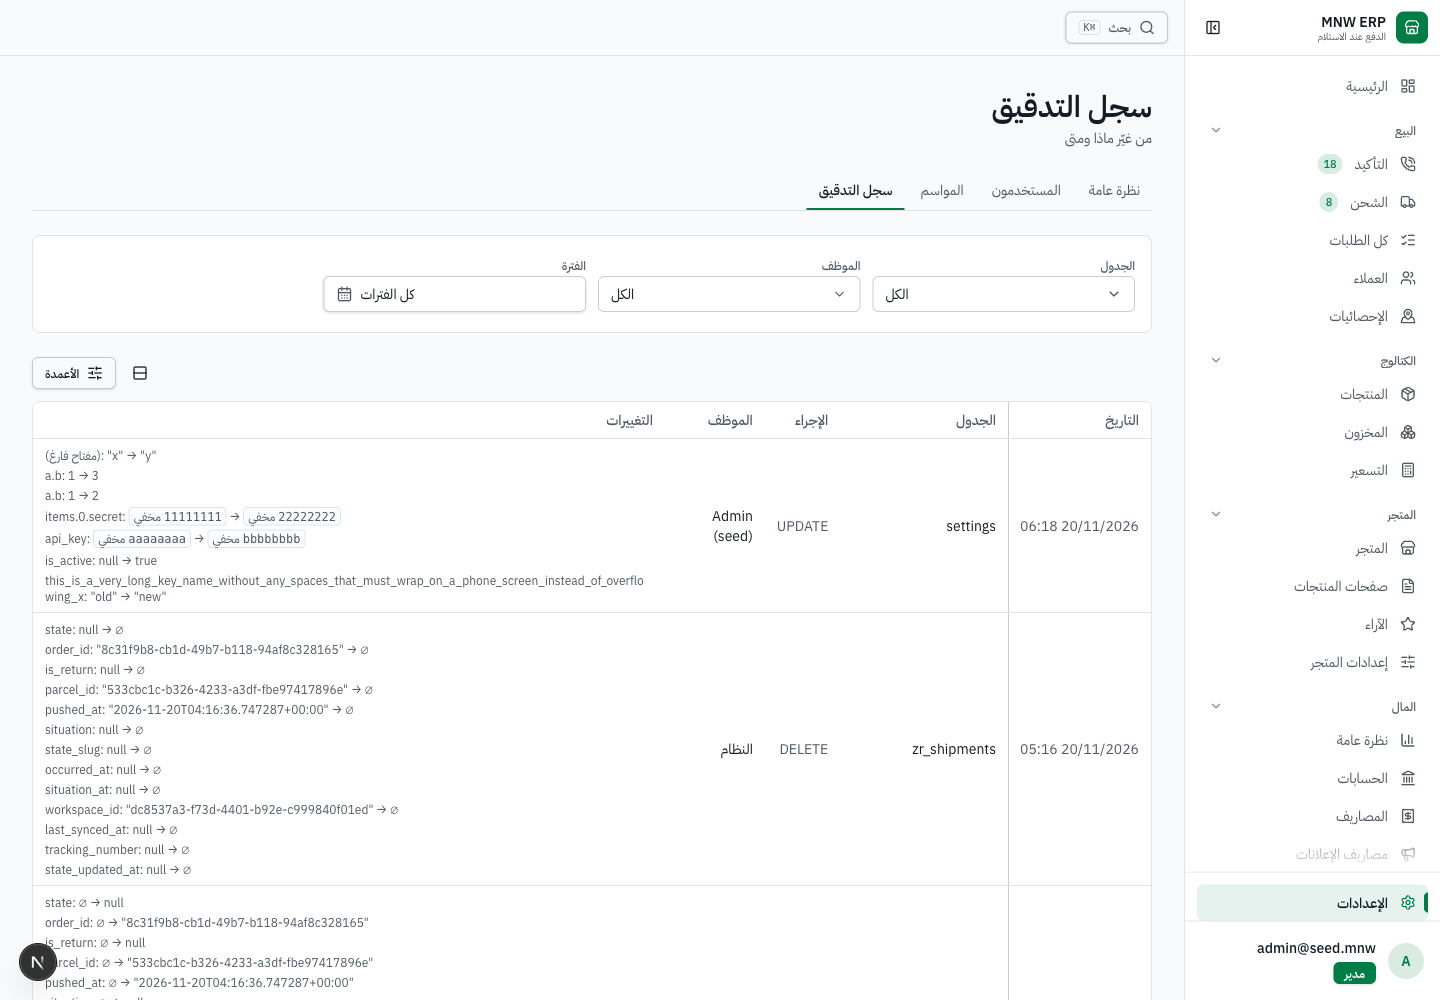 MNW ERP
الدفع عند الاستلام
بحث
⌘K
الرئيسية
البيع
التأكيد 18
الشحن 8
كل الطلبات
العملاء
الإحصائيات
الكتالوج
المنتجات
المخزون
التسعير
المتجر
المتجر
صفحات المنتجات
الآراء
إعدادات المتجر
المال
نظرة عامة
الحسابات
المصاريف
مصاريف الإعلانات
الإعدادات
admin@seed.mnw
مدير
A
سجل التدقيق
من غيّر ماذا ومتى
نظرة عامة المستخدمون المواسم سجل التدقيق
الجدول الموظف الفترة
الكل الكل كل الفترات
الأعمدة
التاريخ الجدول الإجراء الموظف التغييرات
06:18 20/11/2026
settings
UPDATE
Admin
(seed)
(مفتاح فارغ): "x" → "y"
a.b: 1 → 3
a.b: 1 → 2
items.0.secret: مخفي 11111111 → مخفي 22222222
api_key: مخفي aaaaaaaa → مخفي bbbbbbbb
is_active: null → true
this_is_a_very_long_key_name_without_any_spaces_that_must_wrap_on_a_phone_screen_instead_of_overflo
wing_x: "old" → "new"
05:16 20/11/2026
zr_shipments
DELETE
النظام
state: null → ∅
order_id: "8c31f9b8-cb1d-49b7-b118-94af8c328165" → ∅
is_return: null → ∅
parcel_id: "533cbc1c-b326-4233-a3df-fbe97417896e" → ∅
pushed_at: "2026-11-20T04:16:36.747287+00:00" → ∅
situation: null → ∅
state_slug: null → ∅
occurred_at: null → ∅
situation_at: null → ∅
workspace_id: "dc8537a3-f73d-4401-b92e-c999840f01ed" → ∅
last_synced_at: null → ∅
tracking_number: null → ∅
state_updated_at: null → ∅
state: ∅ → null
order_id: ∅ → "8c31f9b8-cb1d-49b7-b118-94af8c328165"
is_return: ∅ → null
parcel_id: ∅ → "533cbc1c-b326-4233-a3df-fbe97417896e"
pushed_at: ∅ → "2026-11-20T04:16:36.747287+00:00"
N